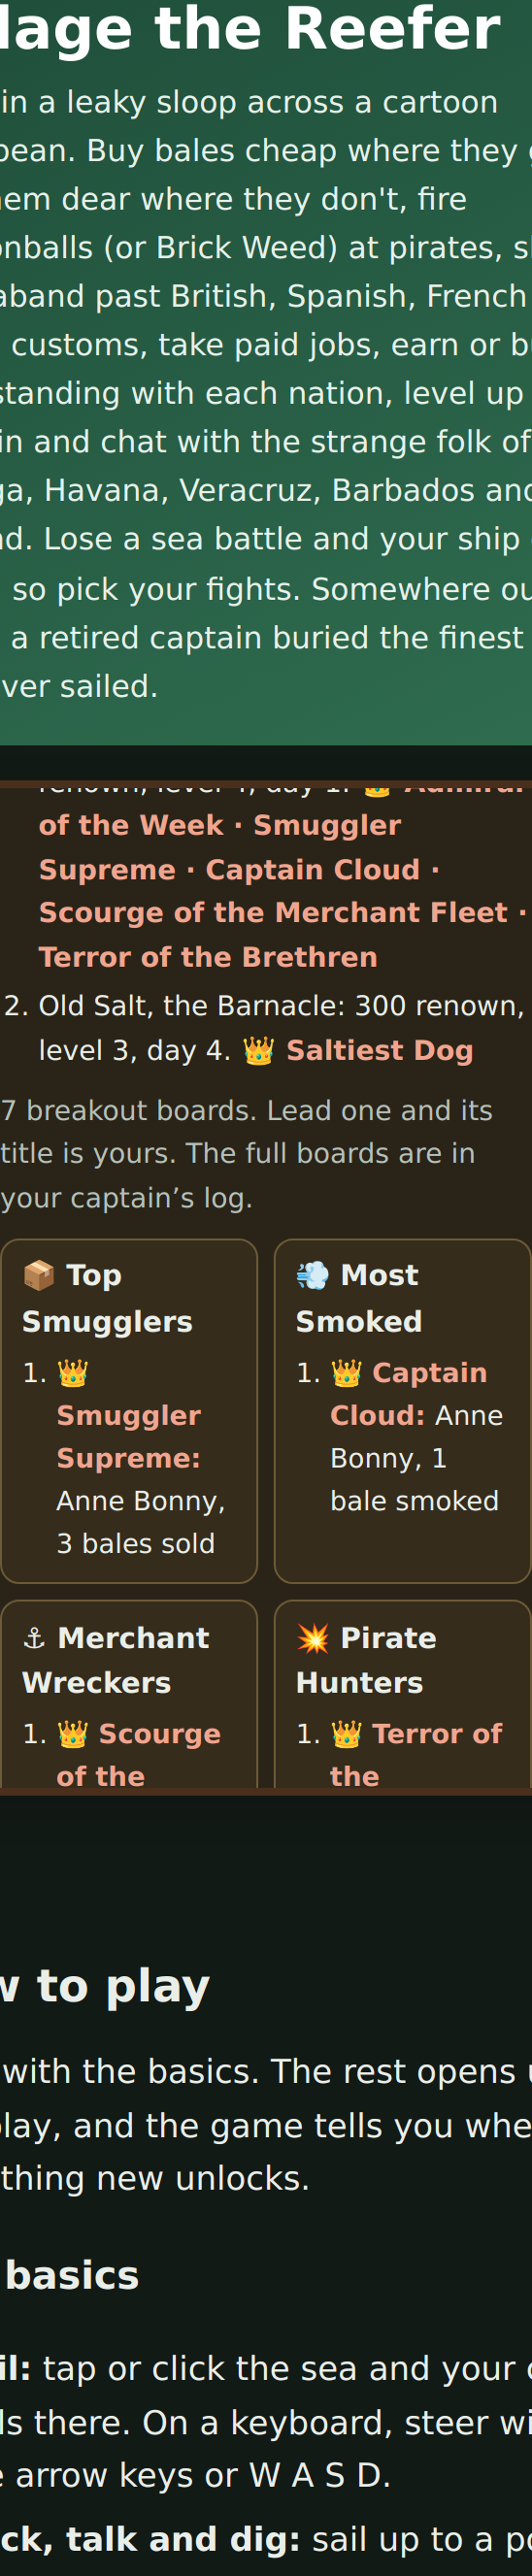 lage the Reefer
in a leaky sloop across a cartoon
bean. Buy bales cheap where they
em dear where they don't, fire
onballs (or Brick Weed) at pirates,
aband past British, Spanish, French
customs, take paid jobs, earn or
standing with each nation, level up
in and chat with the strange folk of
ga, Havana, Veracruz, Barbados and
nd. Lose a sea battle and your ship
so pick your fights. Somewhere
a retired captain buried the finest
ver sailed.
of the Week · Smuggler
Supreme · Captain Cloud ·
Scourge of the Merchant Fleet ·
Terror of the Brethren
2. Old Salt, the Barnacle: 300 renown,
level 3, day 4. 👑 Saltiest Dog
7 breakout boards. Lead one and its
title is yours. The full boards are in
your captain’s log.
📦 Top
Smugglers
1. 👑
Smuggler
Supreme:
Anne Bonny,
3 bales sold
💨 Most
Smoked
1. 👑 Captain
Cloud: Anne
Bonny, 1
bale smoked
⚓ Merchant
Wreckers
1. 👑 Scourge
of the
💥 Pirate
Hunters
1. 👑 Terror of
the
w to play
with the basics. The rest opens
play, and the game tells you
thing new unlocks.
basics
il: tap or click the sea and your
ls there. On a keyboard, steer
e arrow keys or W A S D.
ck, talk and dig: sail up to a